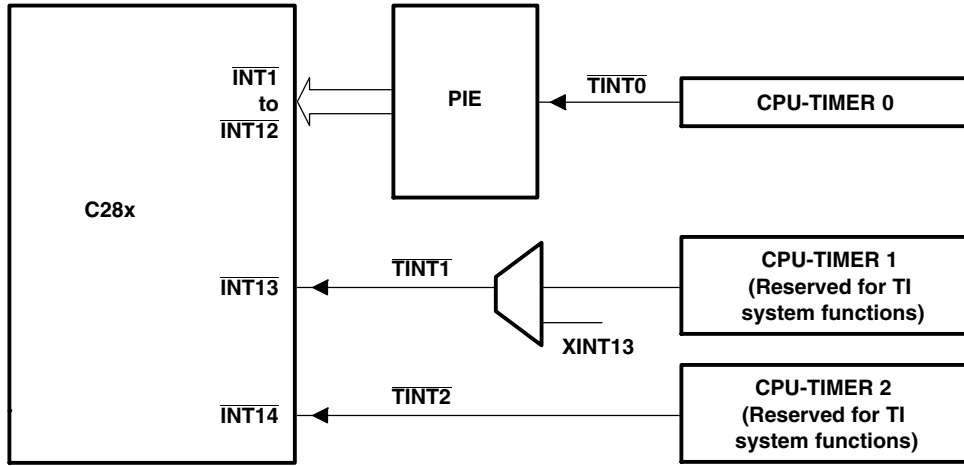 INT1
to
INT12
PIE
TINT0
CPU-TIMER 0
C28x
INT13
TINT1
XINT13
CPU-TIMER 1
(Reserved for TI
system functions)
INT14
TINT2
CPU-TIMER 2
(Reserved for TI
system functions)